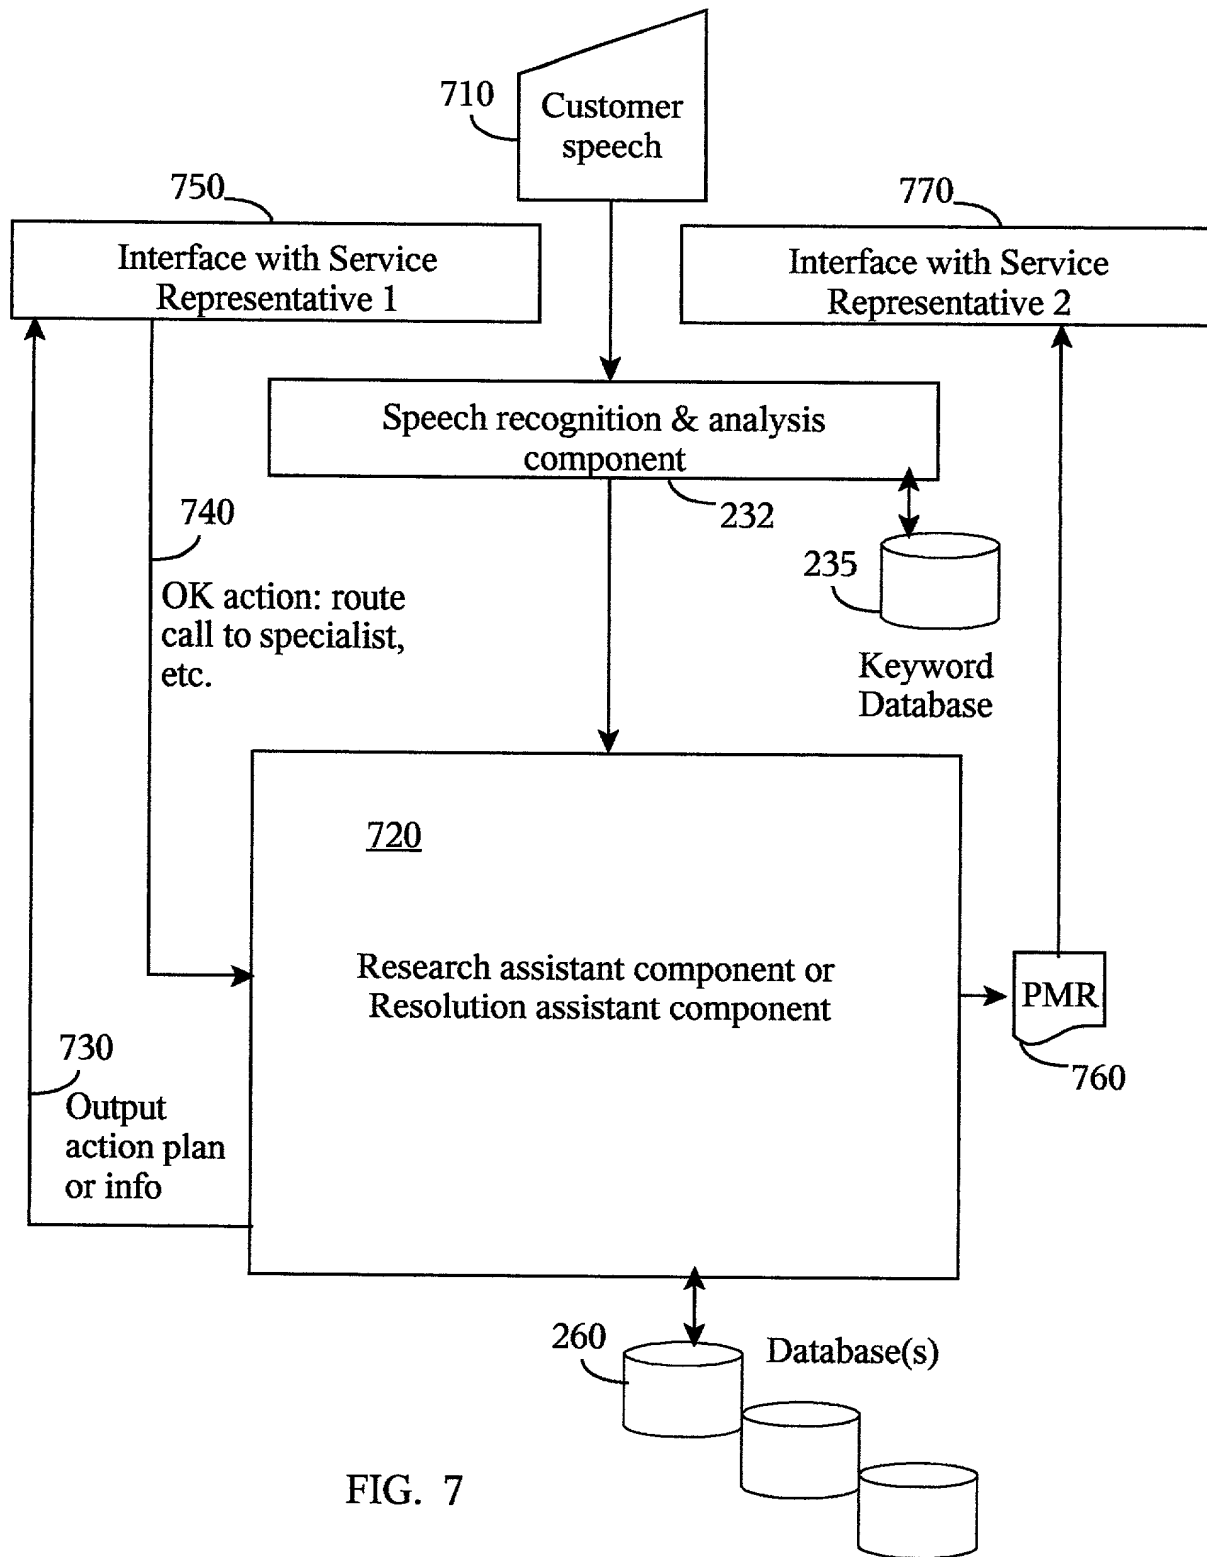 710
Customer
speech
750
Interface with Service
Representative 1
770
Interface with Service
Representative 2
Speech recognition & analysis
component
232
235
Keyword
Database
740
OK action: route
call to specialist,
etc.
720
Research assistant component or
Resolution assistant component
PMR
760
730
Output
action plan
or info
260
Database(s)
FIG. 7